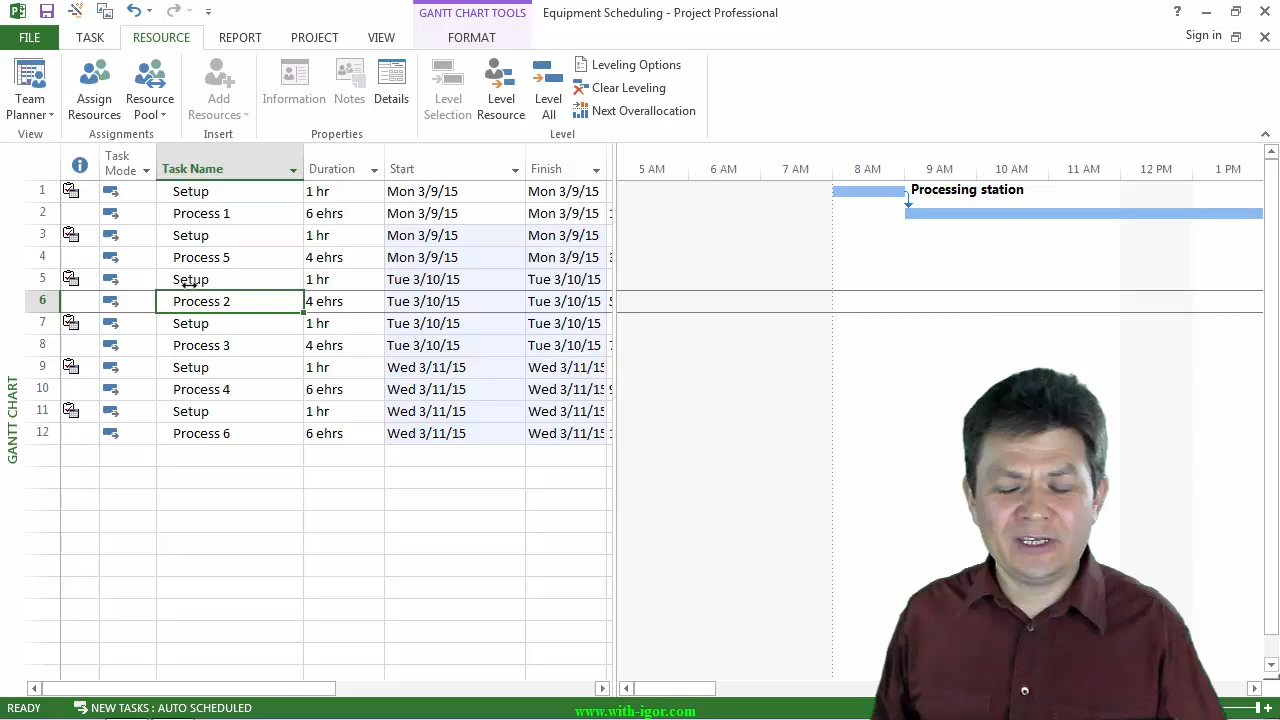 GANTT CHART TOOLS
Equipment Scheduling - Project Professional
?
FILE
TASK
RESOURCE
REPORT
PROJECT
VIEW
FORMAT
Sign in
Team Planner
Assign Resources
Resource Pool
Add Resources
Information
Notes
Details
Level Selection
Level Resource
Level All
Leveling Options
Clear Leveling
Next Overallocation
View
Assignments
Insert
Properties
Level
Task Mode
Task Name
Duration
Start
Finish
5 AM 6 AM 7 AM 8 AM 9 AM 10 AM 11 AM 12 PM 1 PM
1 Setup 1 hr Mon 3/9/15 Mon 3/9/15
Processing station
2 Process 1 6 ehrs Mon 3/9/15 Mon 3/9/15 1
3 Setup 1 hr Mon 3/9/15 Mon 3/9/15
4 Process 5 4 ehrs Mon 3/9/15 Mon 3/9/15 3
5 Setup 1 hr Tue 3/10/15 Tue 3/10/15
6 Process 2 4 ehrs Tue 3/10/15 Tue 3/10/15 5
7 Setup 1 hr Tue 3/10/15 Tue 3/10/15
8 Process 3 4 ehrs Tue 3/10/15 Tue 3/10/15 7
9 Setup 1 hr Wed 3/11/15 Wed 3/11/15
10 Process 4 6 ehrs Wed 3/11/15 Wed 3/11/15 9
11 Setup 1 hr Wed 3/11/15 Wed 3/11/15
12 Process 6 6 ehrs Wed 3/11/15 Wed 3/11/15 1
GANTT CHART
READY
NEW TASKS : AUTO SCHEDULED
www.with-igor.com